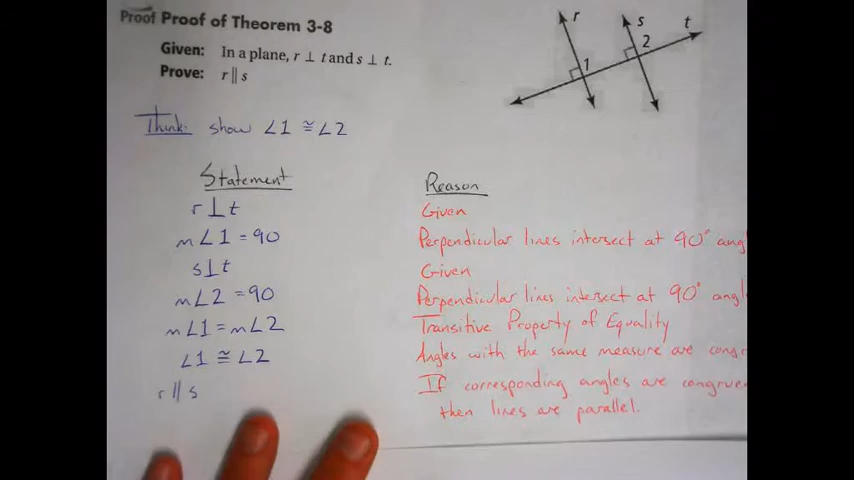 Proof Proof of Theorem 3-8
Given: In a plane, r ⊥ t and s ⊥ t.
Prove: r ∥ s
r
s
t
1
2
Think: show ∠1 ≅ ∠2
Statement Reason
r ⊥ t Given
m∠1 = 90 Perpendicular lines intersect at 90° ang
s ⊥ t Given
m∠2 = 90 Perpendicular lines intersect at 90° angl
m∠1 = m∠2 Transitive Property of Equality
∠1 ≅ ∠2 Angles with the same measure are congr
r ∥ s If corresponding angles are congrue
then lines are parallel.